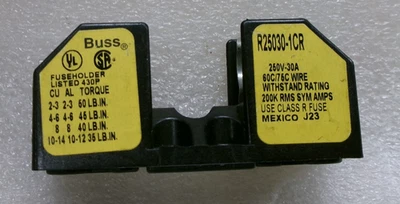 UL Buss® SA
FUSEHOLDER
LISTED 430P
CU AL TORQUE
2-3 2-3 50 LB.IN.
4-6 4-6 45 LB.IN.
8 8 40 LB.IN.
10-14 10-12 35 LB.IN.
R25030-1CR
250V-30A
60C/75C WIRE
WITHSTAND RATING
200K RMS SYM AMPS
USE CLASS R FUSE
MEXICO J23